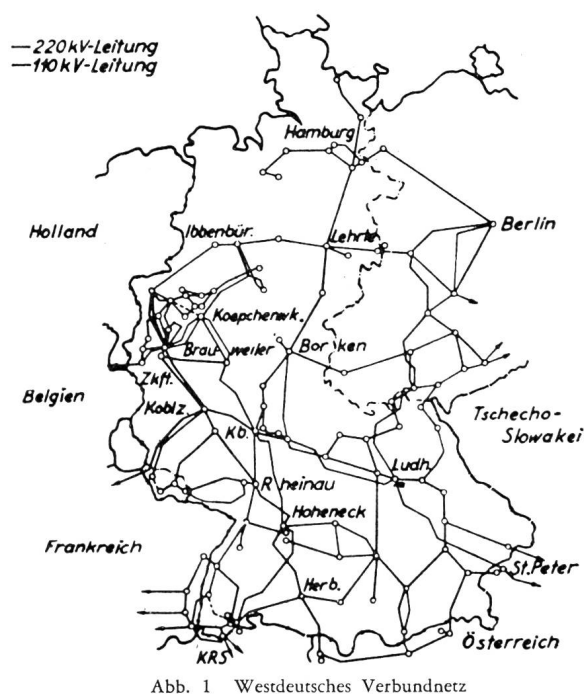 220kV-Leitung
110kV-Leitung
Hamburg
Holland
Ibbenbür.
Lehrte
Berlin
Koepchenwk.
Brauweiler
Borken
Zkft.
Belgien
Koblz.
Tschecho-
Slowakei
Kb.
Ludh.
Rheinau
Hoheneck
Frankreich
St. Peter
Herb.
KRS
Österreich
Abb. 1 Westdeutsches Verbundnetz